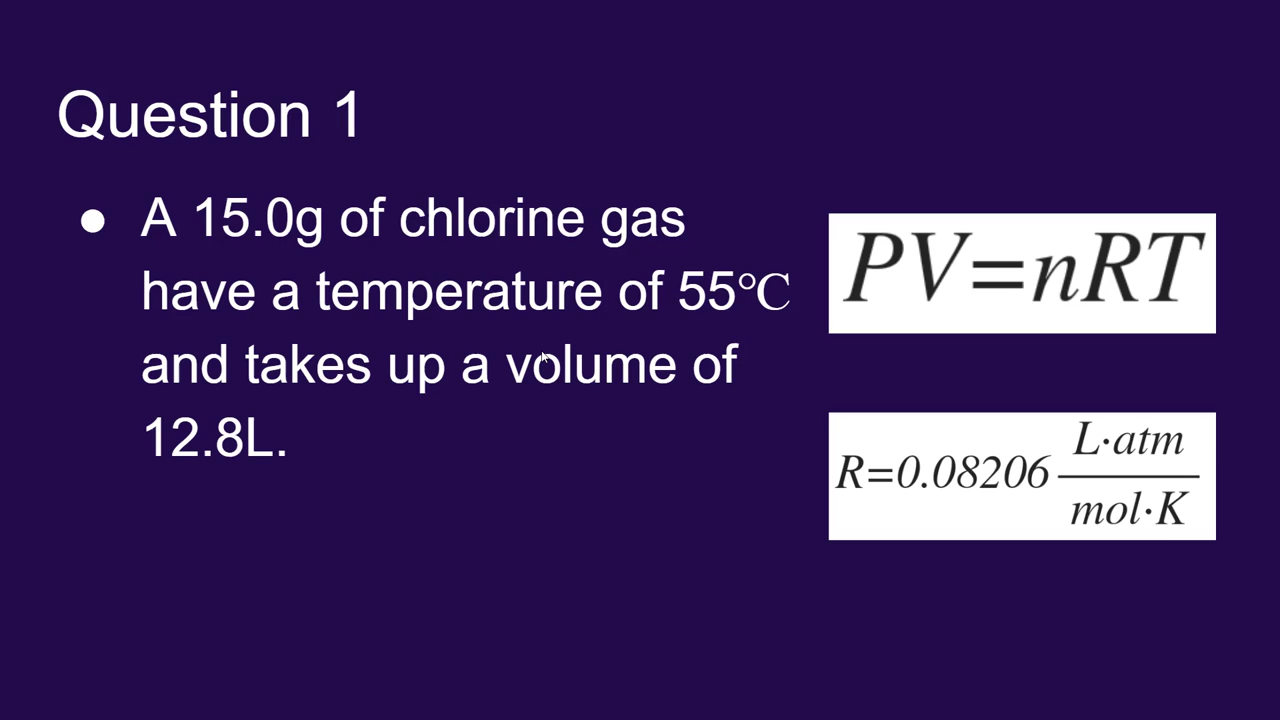 Question 1
● A 15.0g of chlorine gas
have a temperature of 55℃
and takes up a volume of
12.8L.
PV=nRT
R=0.08206 L·atm
mol·K